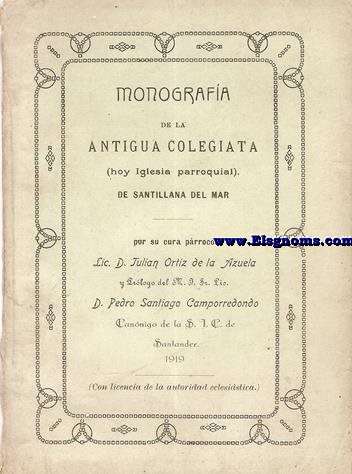 MONOGRAFÍA
DE LA
ANTIGUA COLEGIATA
(hoy Iglesia parroquial).
DE SANTILLANA DEL MAR
por su cura párroco
www.Elsgnoms.com
Lic. D. Julian Ortiz de la Azuela
y Prólogo del M. I. Sr. Lic.
D. Pedro Santiago Camporredondo
Canónigo de la S. I. C. de
Santander.
1919
(Con licencia de la autoridad eclesiástica.)